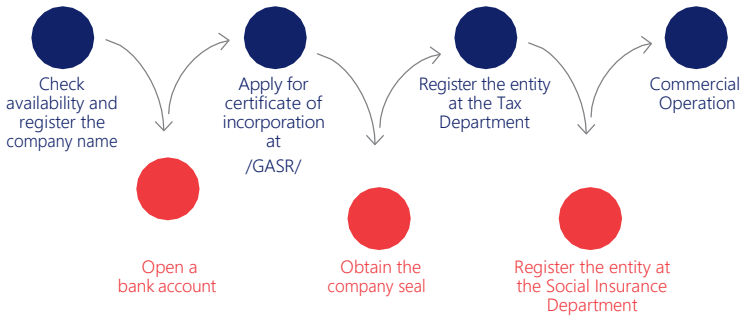 Check
availability and
register the
company name
Open a
bank account
Apply for
certificate of
incorporation
at
/GASR/
Obtain the
company seal
Register the entity
at the Tax
Department
Register the entity at
the Social Insurance
Department
Commercial
Operation